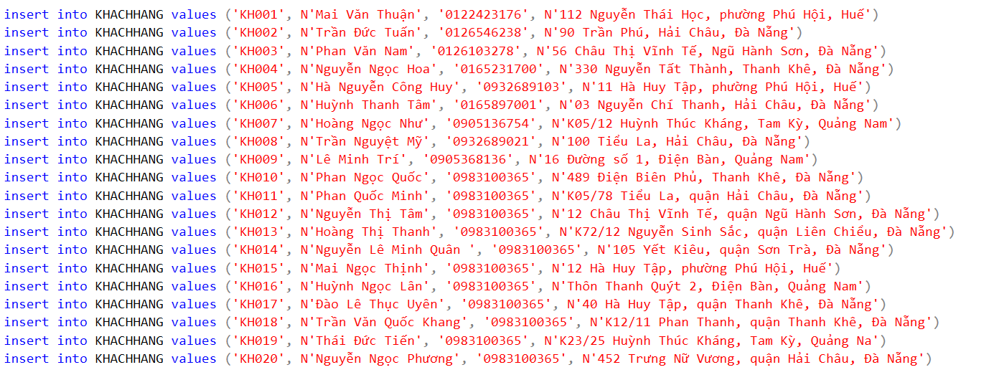 insert into KHACHHANG values ('KH001', N'Mai Văn Thuận', '0122423176', N'112 Nguyễn Thái Học, phường Phú Hội, Huế')
insert into KHACHHANG values ('KH002', N'Trần Đức Tuấn', '0126546238', N'90 Trần Phú, Hải Châu, Đà Nẵng')
insert into KHACHHANG values ('KH003', N'Phan Văn Nam', '0126103278', N'56 Châu Thị Vĩnh Tế, Ngũ Hành Sơn, Đà Nẵng')
insert into KHACHHANG values ('KH004', N'Nguyễn Ngọc Hoa', '0165231700', N'330 Nguyễn Tất Thành, Thanh Khê, Đà Nẵng')
insert into KHACHHANG values ('KH005', N'Hà Nguyễn Công Huy', '0932689103', N'11 Hà Huy Tập, phường Phú Hội, Huế')
insert into KHACHHANG values ('KH006', N'Huỳnh Thanh Tâm', '0165897001', N'03 Nguyễn Chí Thanh, Hải Châu, Đà Nẵng')
insert into KHACHHANG values ('KH007', N'Hoàng Ngọc Như', '0905136754', N'K05/12 Huỳnh Thúc Kháng, Tam Kỳ, Quảng Nam')
insert into KHACHHANG values ('KH008', N'Trần Nguyệt Mỹ', '0932689021', N'100 Tiểu La, Hải Châu, Đà Nẵng')
insert into KHACHHANG values ('KH009', N'Lê Minh Trí', '0905368136', N'16 Đường số 1, Điện Bàn, Quảng Nam')
insert into KHACHHANG values ('KH010', N'Phan Ngọc Quốc', '0983100365', N'489 Điện Biên Phủ, Thanh Khê, Đà Nẵng')
insert into KHACHHANG values ('KH011', N'Phan Quốc Minh', '0983100365', N'K05/78 Tiểu La, quận Hải Châu, Đà Nẵng')
insert into KHACHHANG values ('KH012', N'Nguyễn Thị Tâm', '0983100365', N'12 Châu Thị Vĩnh Tế, quận Ngũ Hành Sơn, Đà Nẵng')
insert into KHACHHANG values ('KH013', N'Hoàng Thị Thanh', '0983100365', N'K72/12 Nguyễn Sinh Sắc, quận Liên Chiểu, Đà Nẵng')
insert into KHACHHANG values ('KH014', N'Nguyễn Lê Minh Quân ', '0983100365', N'105 Yết Kiêu, quận Sơn Trà, Đà Nẵng')
insert into KHACHHANG values ('KH015', N'Mai Ngọc Thịnh', '0983100365', N'12 Hà Huy Tập, phường Phú Hội, Huế')
insert into KHACHHANG values ('KH016', N'Huỳnh Ngọc Lân', '0983100365', N'Thôn Thanh Quýt 2, Điện Bàn, Quảng Nam')
insert into KHACHHANG values ('KH017', N'Đào Lê Thục Uyên', '0983100365', N'40 Hà Huy Tập, quận Thanh Khê, Đà Nẵng')
insert into KHACHHANG values ('KH018', N'Trần Văn Quốc Khang', '0983100365', N'K12/11 Phan Thanh, quận Thanh Khê, Đà Nẵng')
insert into KHACHHANG values ('KH019', N'Thái Đức Tiến', '0983100365', N'K23/25 Huỳnh Thúc Kháng, Tam Kỳ, Quảng Na')
insert into KHACHHANG values ('KH020', N'Nguyễn Ngọc Phương', '0983100365', N'452 Trưng Nữ Vương, quận Hải Châu, Đà Nẵng')